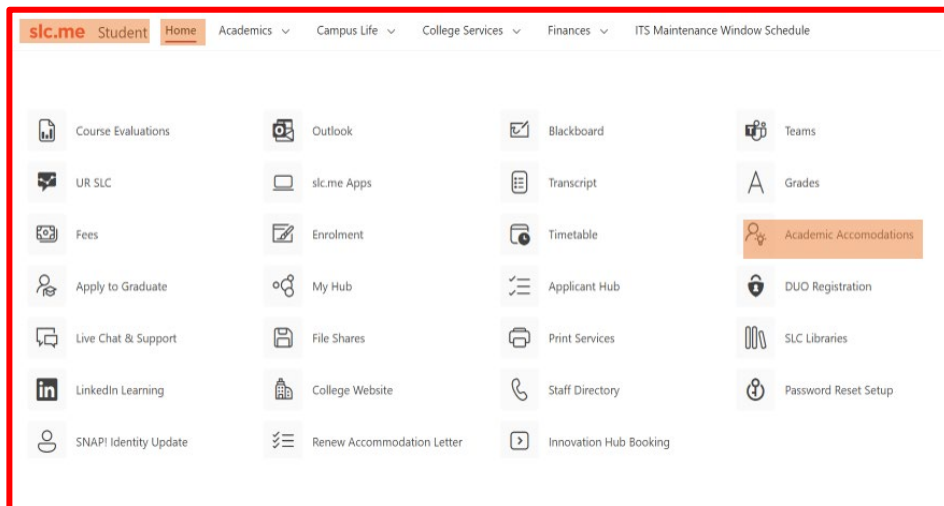 slc.me Student Home Academics Campus Life College Services Finances ITS Maintenance Window Schedule
Course Evaluations Outlook Blackboard Teams
UR SLC slc.me Apps Transcript Grades
Fees Enrolment Timetable Academic Accomodations
Apply to Graduate My Hub Applicant Hub DUO Registration
Live Chat & Support File Shares Print Services SLC Libraries
LinkedIn Learning College Website Staff Directory Password Reset Setup
SNAP! Identity Update Renew Accommodation Letter Innovation Hub Booking